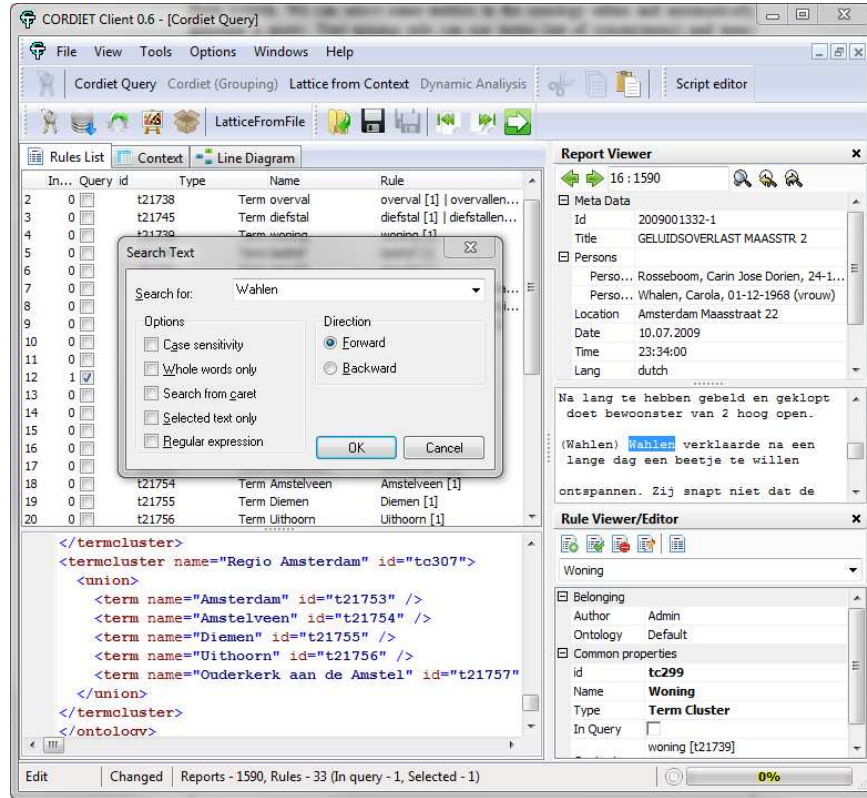 CORDIET Client 0.6 - [Cordiet Query]
File View Tools Options Windows Help
Cordiet Query Cordiet (Grouping) Lattice from Context Dynamic Analiysis Script editor
LatticeFromFile
Rules List Context Line Diagram
In... Query id Type Name Rule
2 0 t21738 Term overval overval [1] | overvallen...
3 0 t21745 Term diefstal diefstal [1] | diefstallen...
4 0 t21739 Term woning woning [1]
5 0
6 0
7 0
8 0
9 0
10 0
11 0
12 1
13 0
14 0
15 0
16 0
17 0
18 0 t21754 Term Amstelveen Amstelveen [1]
19 0 t21755 Term Diemen Diemen [1]
20 0 t21756 Term Uithoorn Uithoorn [1]
Search Text
Search for: Wahlen
Options
Case sensitivity
Whole words only
Search from caret
Selected text only
Regular expression
Direction
Forward
Backward
OK Cancel
</termcluster>
<termcluster name="Regio Amsterdam" id="tc307">
<union>
<term name="Amsterdam" id="t21753" />
<term name="Amstelveen" id="t21754" />
<term name="Diemen" id="t21755" />
<term name="Uithoorn" id="t21756" />
<term name="Ouderkerk aan de Amstel" id="t21757"
</union>
</termcluster>
</ontology>
Report Viewer
16 : 1590
Meta Data
Id 2009001332-1
Title GELUIDSOVERLAST MAASSTR 2
Persons
Perso... Rosseboom, Carin Jose Dorien, 24-1...
Perso... Whalen, Carola, 01-12-1968 (vrouw)
Location Amsterdam Maasstraat 22
Date 10.07.2009
Time 23:34:00
Lang dutch
Na lang te hebben gebeld en geklopt
doet bewoonster van 2 hoog open.
(Wahlen) Wahlen verklaarde na een
lange dag een beetje te willen
ontspannen. Zij snapt niet dat de
Rule Viewer/Editor
Woning
Belonging
Author Admin
Ontology Default
Common properties
id tc299
Name Woning
Type Term Cluster
In Query
woning [t21739]
Edit Changed Reports - 1590, Rules - 33 (In query - 1, Selected - 1) 0%